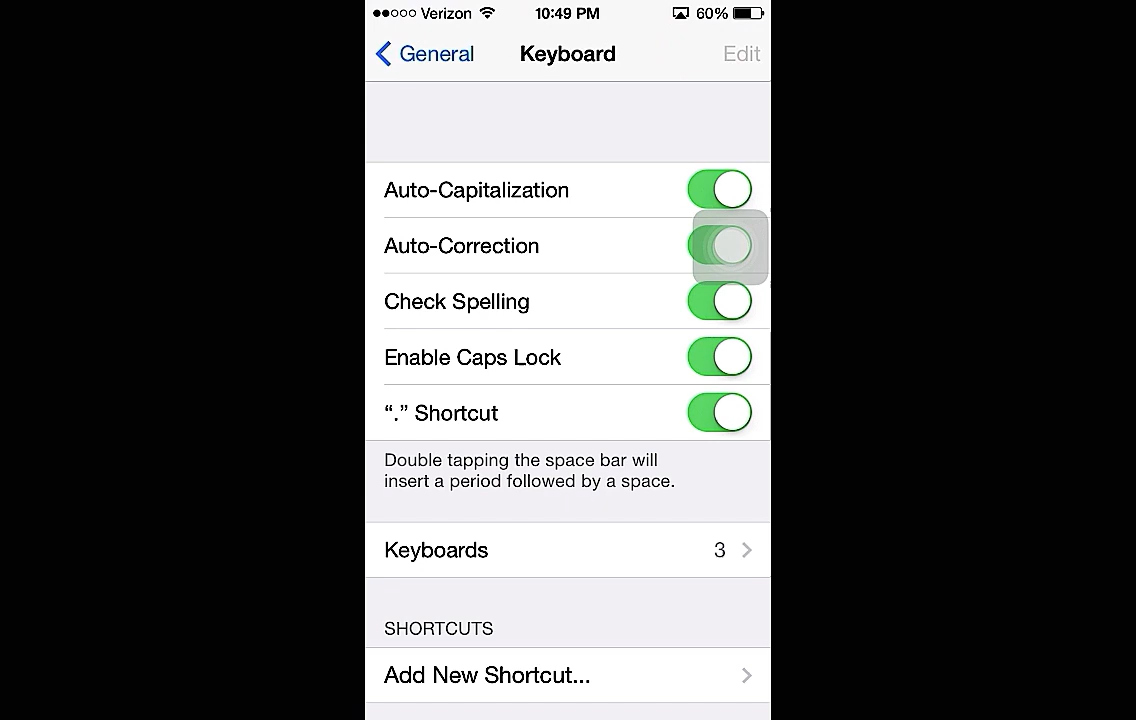 Verizon 10:49 PM 60%
General Keyboard Edit
Auto-Capitalization
Auto-Correction
Check Spelling
Enable Caps Lock
“.” Shortcut
Double tapping the space bar will
insert a period followed by a space.
Keyboards 3
SHORTCUTS
Add New Shortcut...